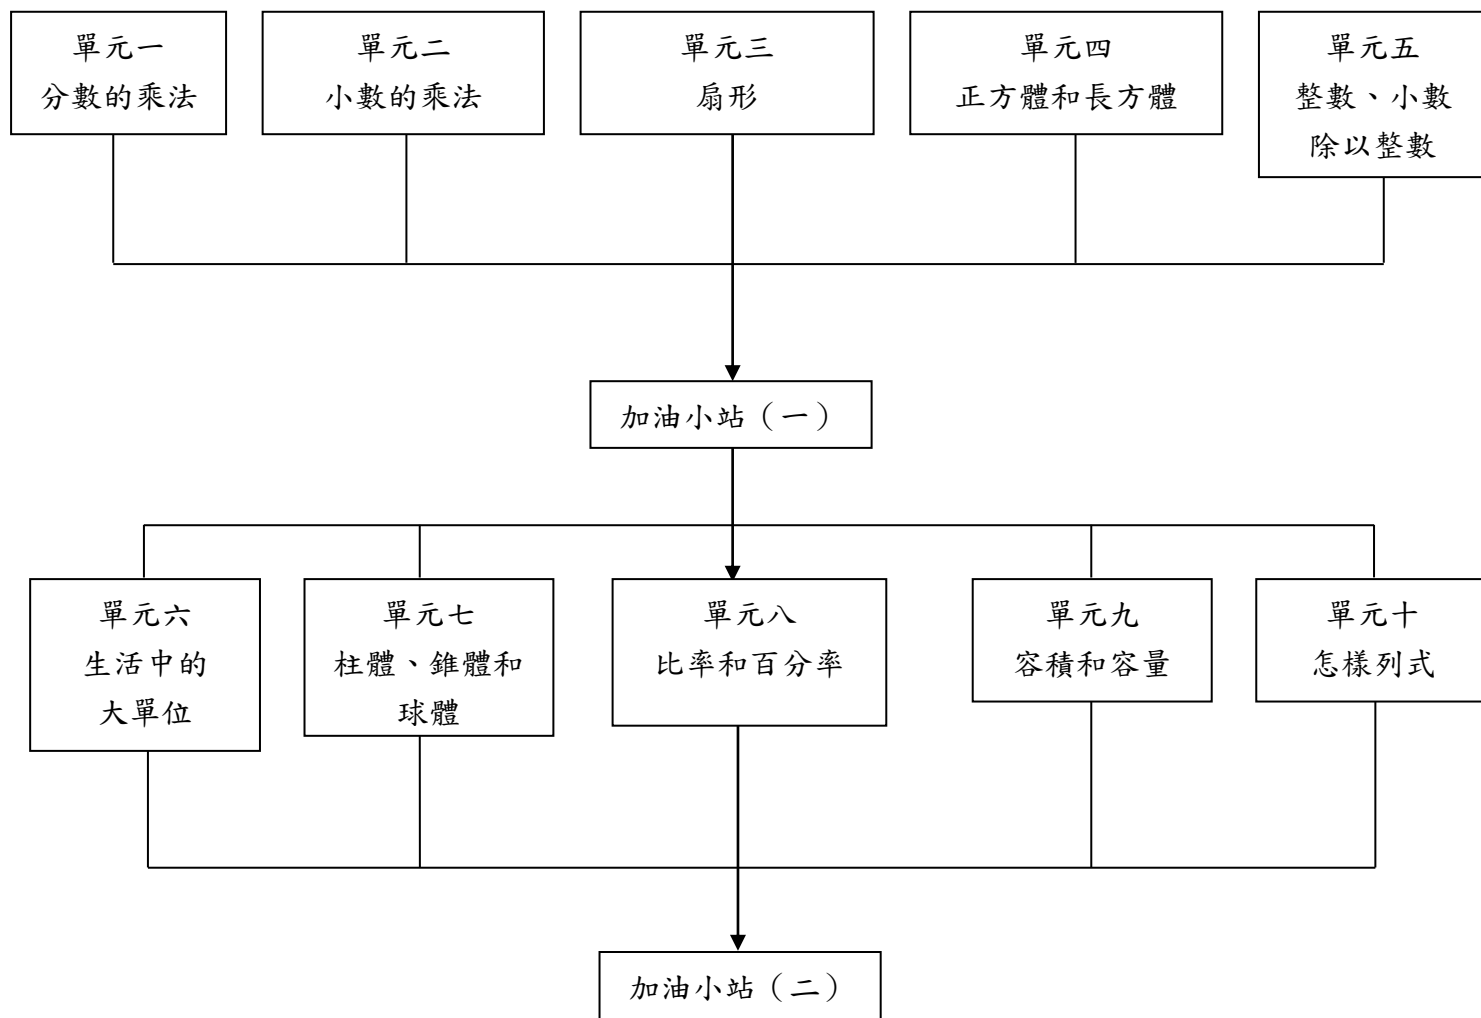 單元一
分數的乘法
單元二
小數的乘法
單元三
扇形
單元四
正方體和長方體
單元五
整數、小數
除以整數
加油小站（一）
單元六
生活中的
大單位
單元七
柱體、錐體和
球體
單元八
比率和百分率
單元九
容積和容量
單元十
怎樣列式
加油小站（二）